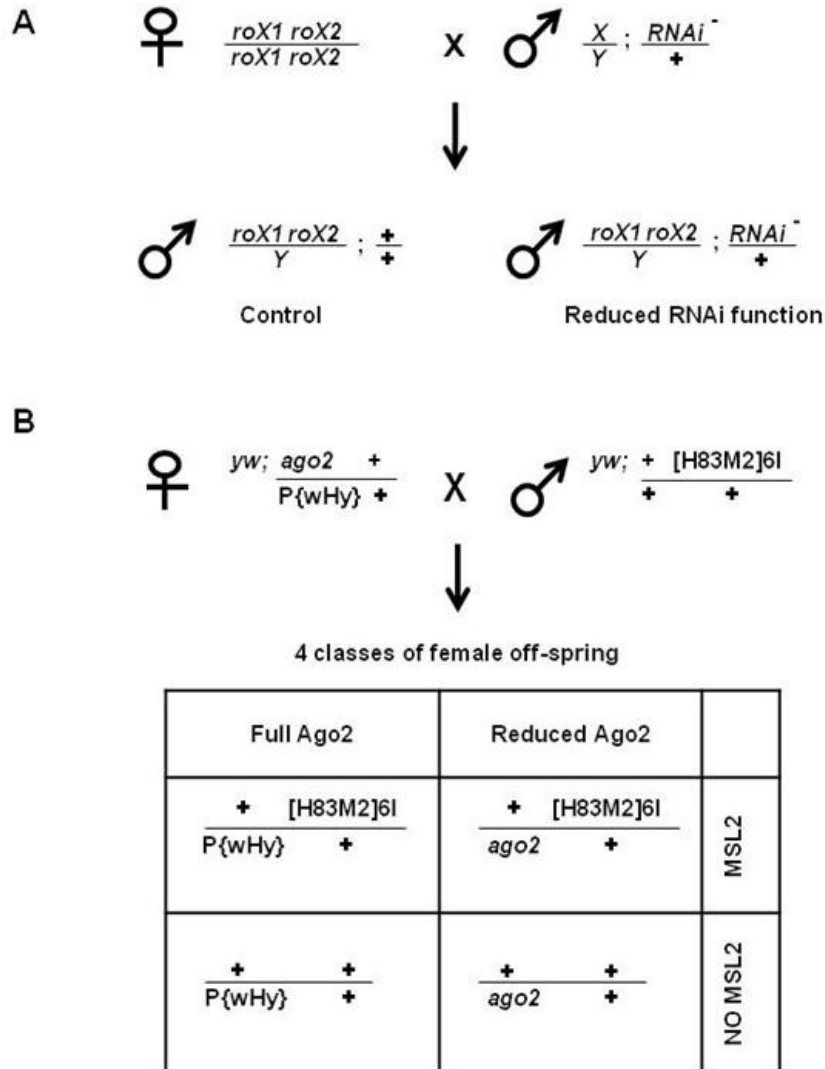 A
roX1 roX2
roX1 roX2
X
X
Y
;
RNAi -
+
roX1 roX2
Y
;
+
+
roX1 roX2
Y
;
RNAi -
+
Control
Reduced RNAi function
B
yw; ago2 +
P{wHy} +
X
yw; + [H83M2]6I
+ +
4 classes of female off-spring
Full Ago2
Reduced Ago2
+ [H83M2]6I
P{wHy} +
+ [H83M2]6I
ago2 +
MSL2
+ +
P{wHy} +
+ +
ago2 +
NO MSL2